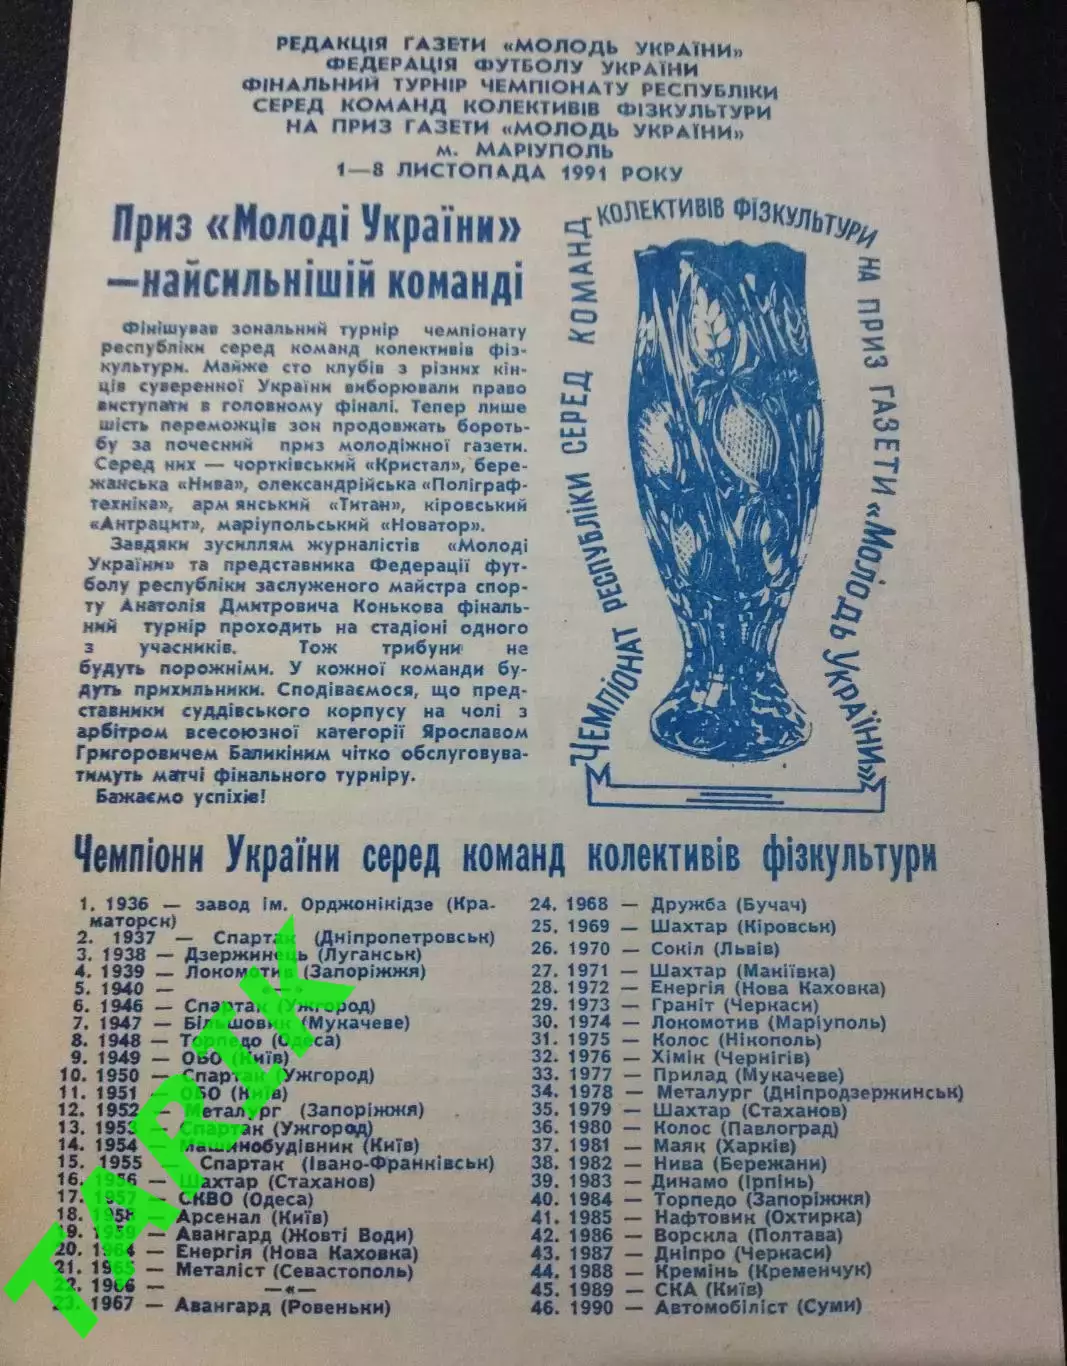 РЕДАКЦІЯ ГАЗЕТИ «МОЛОДЬ УКРАЇНИ»
ФЕДЕРАЦІЯ ФУТБОЛУ УКРАЇНИ
ФІНАЛЬНИЙ ТУРНІР ЧЕМПІОНАТУ РЕСПУБЛІКИ
СЕРЕД КОМАНД КОЛЕКТИВІВ ФІЗКУЛЬТУРИ
НА ПРИЗ ГАЗЕТИ «МОЛОДЬ УКРАЇНИ»
м. МАРІУПОЛЬ
1—8 ЛИСТОПАДА 1991 РОКУ
Приз «Молоді України»
—найсильнішій команді
Фінішував зональний турнір чемпіонату
республіки серед команд колективів фіз-
культури. Майже сто клубів з різних кін-
ців суверенної України виборювали право
виступати в головному фіналі. Тепер лише
шість переможців зон продовжать бороть-
бу за почесний приз молодіжної газети.
Серед них — чортківський «Кристал», бере-
жанська «Нива», олександрійська «Поліграф-
техніка», арм янський «Титан», кіровський
«Антрацит», маріупольський «Новатор».
Завдяки зусиллям журналістів «Молоді
України» та представника Федерації фут-
болу республіки заслуженого майстра спор-
ту Анатолія Дмитровича Конькова фіналь-
ний турнір проходить на стадіоні одного
з учасників. Тож трибуни не
будуть порожніми. У кожної команди бу-
дуть прихильники. Сподіваємося, що пред-
ставники суддівського корпусу на чолі з
арбітром всесоюзної категорії Ярославом
Григоровичем Баликіним чітко обслуговува-
тимуть матчі фінального турніру.
Бажаємо успіхів!
ЧЕМПІОНАТ РЕСПУБЛІКИ СЕРЕД КОМАНД КОЛЕКТИВІВ ФІЗКУЛЬТУРИ НА ПРИЗ ГАЗЕТИ «МОЛОДЬ УКРАЇНИ»
Чемпіони України серед команд колективів фізкультури
1. 1936 — завод ім. Орджонікідзе (Кра-
маторск)
2. 1937 — Спартак (Дніпропетровськ)
3. 1938 — Дзержинець (Луганськ)
4. 1939 — Локомотив (Запоріжжя)
5. 1940 — —«—
6. 1946 — Спартак (Ужгород)
7. 1947 — Більшовик (Мукачеве)
8. 1948 — Торпедо (Одеса)
9. 1949 — ОБО (Київ)
10. 1950 — Спартак (Ужгород)
11. 1951 — ОБО (Київ)
12. 1952 — Металург (Запоріжжя)
13. 1953 — Спартак (Ужгород)
14. 1954 — Машинобудівник (Київ)
15. 1955 — Спартак (Івано-Франківськ)
16. 1956 — Шахтар (Стаханов)
17. 1957 — СКВО (Одеса)
18. 1958 — Арсенал (Київ)
19. 1959 — Авангард (Жовті Води)
20. 1964 — Енергія (Нова Каховка)
21. 1965 — Металіст (Севастополь)
22. 1966 — —«—
23. 1967 — Авангард (Ровеньки)
24. 1968 — Дружба (Бучач)
25. 1969 — Шахтар (Кіровськ)
26. 1970 — Сокіл (Львів)
27. 1971 — Шахтар (Маніївка)
28. 1972 — Енергія (Нова Каховка)
29. 1973 — Граніт (Черкаси)
30. 1974 — Локомотив (Маріуполь)
31. 1975 — Колос (Нікополь)
32. 1976 — Хімік (Чернігів)
33. 1977 — Прилад (Мукачеве)
34. 1978 — Металург (Дніпродзержинськ)
35. 1979 — Шахтар (Стаханов)
36. 1980 — Колос (Павлоград)
37. 1981 — Маяк (Харків)
38. 1982 — Нива (Бережани)
39. 1983 — Динамо (Ірпінь)
40. 1984 — Торпедо (Запоріжжя)
41. 1985 — Нафтовик (Охтирка)
42. 1986 — Ворскла (Полтава)
43. 1987 — Дніпро (Черкаси)
44. 1988 — Кремінь (Кременчук)
45. 1989 — СКА (Київ)
46. 1990 — Автомобіліст (Суми)
ТАРІК